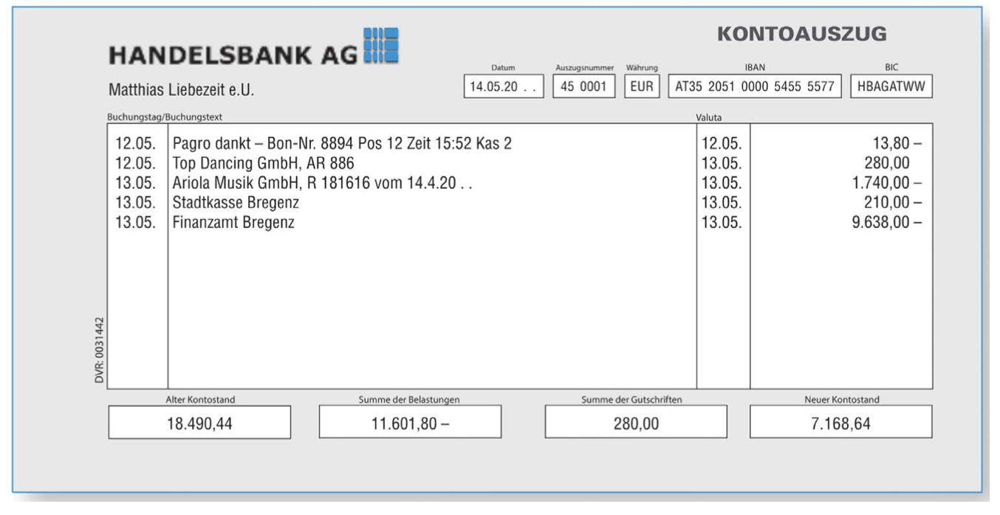 KONTOAUSZUG
HANDELSBANK AG
Matthias Liebezeit e.U.
Datum Auszugsnummer Währung IBAN BIC
14.05.20 . . 45 0001 EUR AT35 2051 0000 5455 5577 HBAGATWW
Buchungstag/Buchungstext Valuta
12.05. Pagro dankt – Bon-Nr. 8894 Pos 12 Zeit 15:52 Kas 2 12.05. 13,80 –
12.05. Top Dancing GmbH, AR 886 13.05. 280,00
13.05. Ariola Musik GmbH, R 181616 vom 14.4.20 . . 13.05. 1.740,00 –
13.05. Stadtkasse Bregenz 13.05. 210,00 –
13.05. Finanzamt Bregenz 13.05. 9.638,00 –
DVR: 0031442
Alter Kontostand Summe der Belastungen Summe der Gutschriften Neuer Kontostand
18.490,44 11.601,80 – 280,00 7.168,64